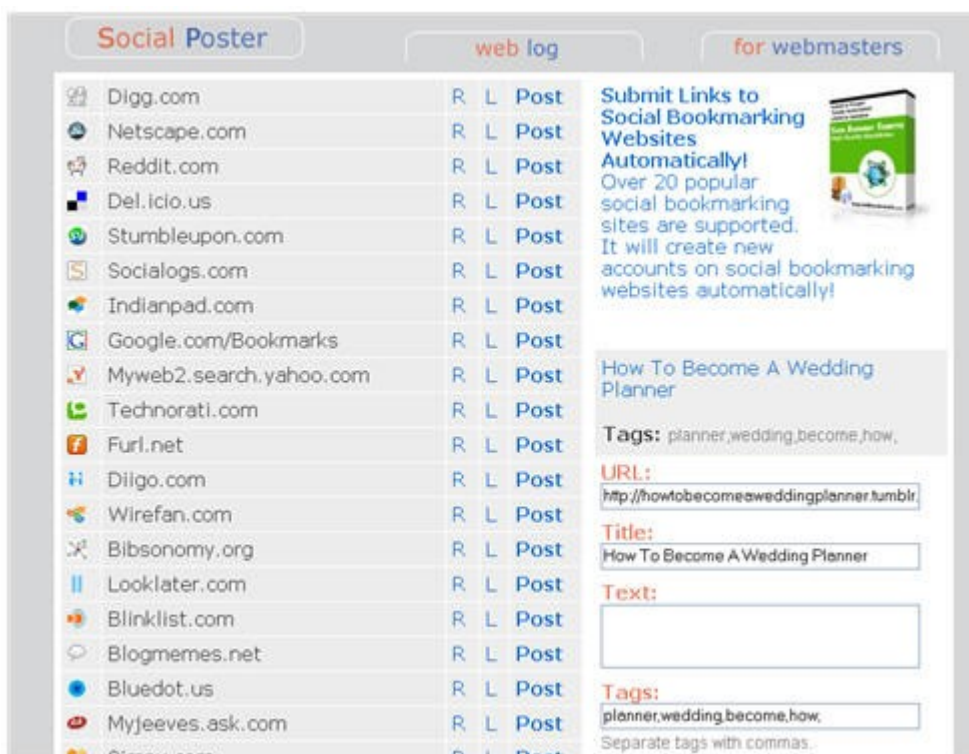 Social Poster
web log
for webmasters
Digg.com R L Post
Netscape.com R L Post
Reddit.com R L Post
Del.icio.us R L Post
Stumbleupon.com R L Post
Socialogs.com R L Post
Indianpad.com R L Post
Google.com/Bookmarks R L Post
Myweb2.search.yahoo.com R L Post
Technorati.com R L Post
Furl.net R L Post
Diigo.com R L Post
Wirefan.com R L Post
Bibsonomy.org R L Post
Looklater.com R L Post
Blinklist.com R L Post
Blogmemes.net R L Post
Bluedot.us R L Post
Myjeeves.ask.com R L Post
Submit Links to
Social Bookmarking
Websites
Automatically!
Over 20 popular
social bookmarking
sites are supported.
It will create new
accounts on social bookmarking
websites automatically!
How To Become A Wedding
Planner
Tags: planner,wedding,become,how,
URL:
http://howtobecomeaweddingplanner.tumblr.
Title:
How To Become A Wedding Planner
Text:
Tags:
planner,wedding,become,how,
Separate tags with commas.